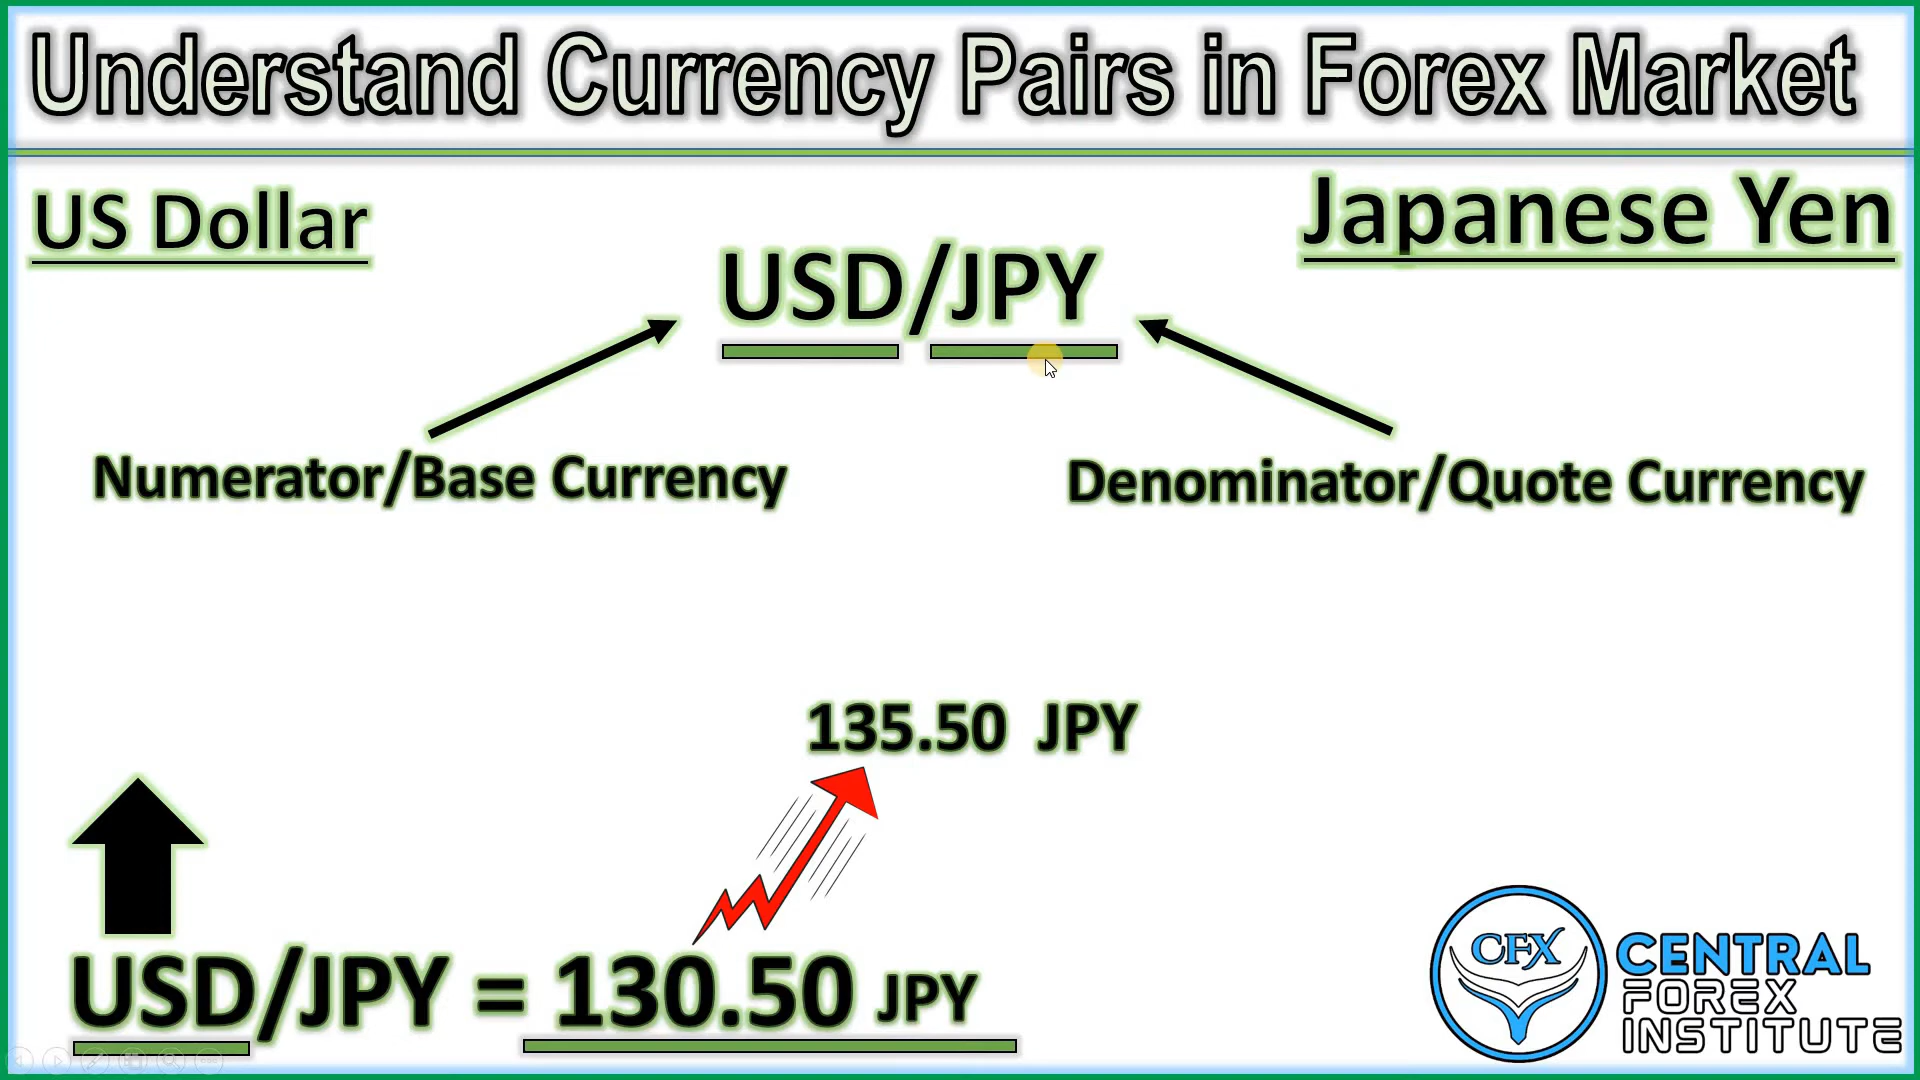 Understand Currency Pairs in Forex Market
US Dollar
Japanese Yen
USD/JPY
Numerator/Base Currency
Denominator/Quote Currency
135.50 JPY
USD/JPY = 130.50 JPY
CFX
CENTRAL
FOREX
INSTITUTE